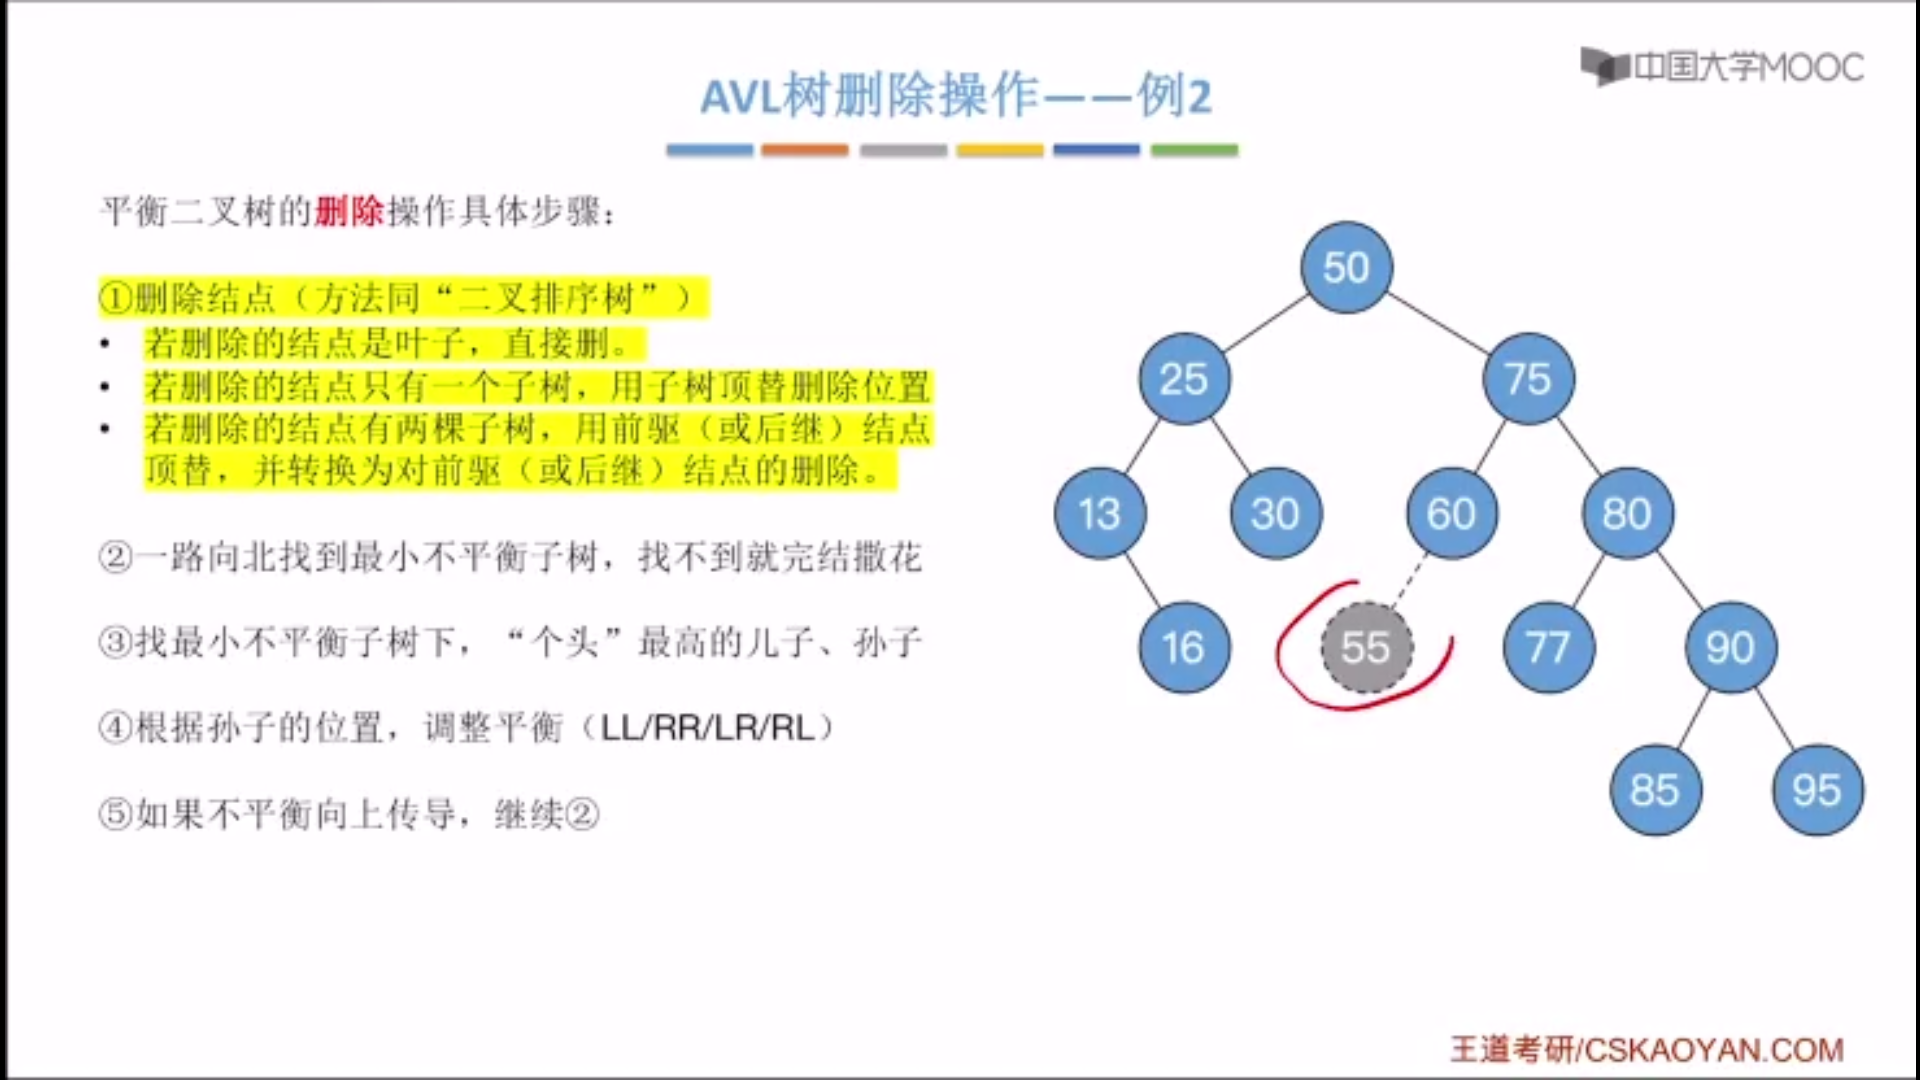 中国大学MOOC
AVL树删除操作——例2
平衡二叉树的删除操作具体步骤：
①删除结点（方法同“二叉排序树”）
• 若删除的结点是叶子，直接删。
• 若删除的结点只有一个子树，用子树顶替删除位置
• 若删除的结点有两棵子树，用前驱（或后继）结点
顶替，并转换为对前驱（或后继）结点的删除。
②一路向北找到最小不平衡子树，找不到就完结撒花
③找最小不平衡子树下，“个头”最高的儿子、孙子
④根据孙子的位置，调整平衡（LL/RR/LR/RL）
⑤如果不平衡向上传导，继续②
50
25 75
13 30 60 80
16 55 77 90
85 95
王道考研/CSKAOYAN.COM